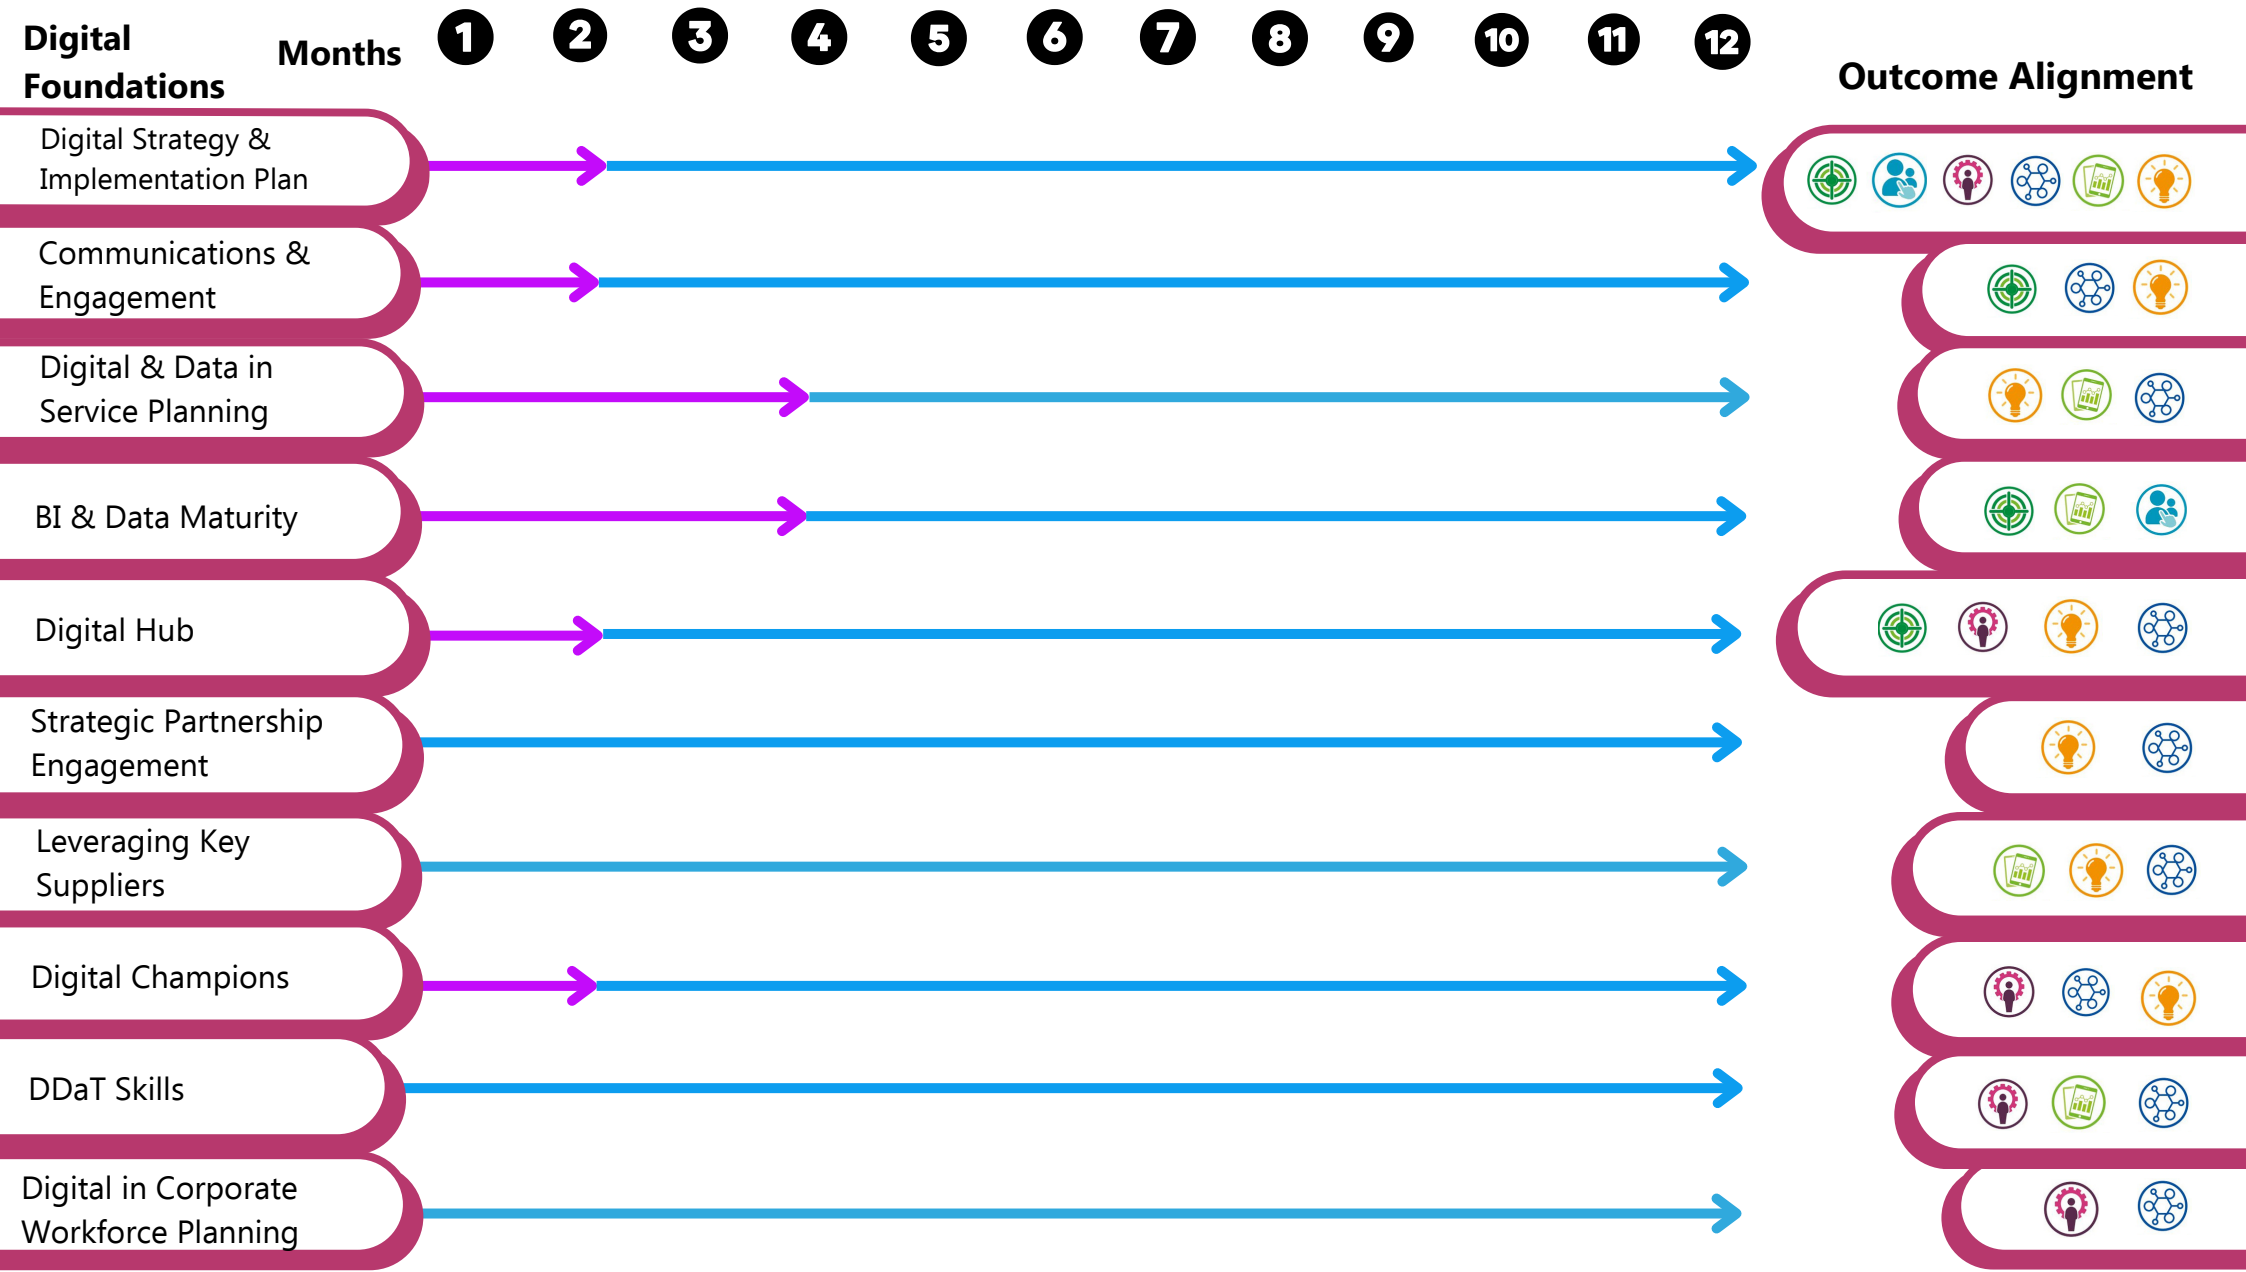 Digital
Foundations
Months
1 2 3 4 5 6 7 8 9 10 11 12
Outcome Alignment
Digital Strategy &
Implementation Plan
Communications &
Engagement
Digital & Data in
Service Planning
BI & Data Maturity
Digital Hub
Strategic Partnership
Engagement
Leveraging Key
Suppliers
Digital Champions
DDaT Skills
Digital in Corporate
Workforce Planning